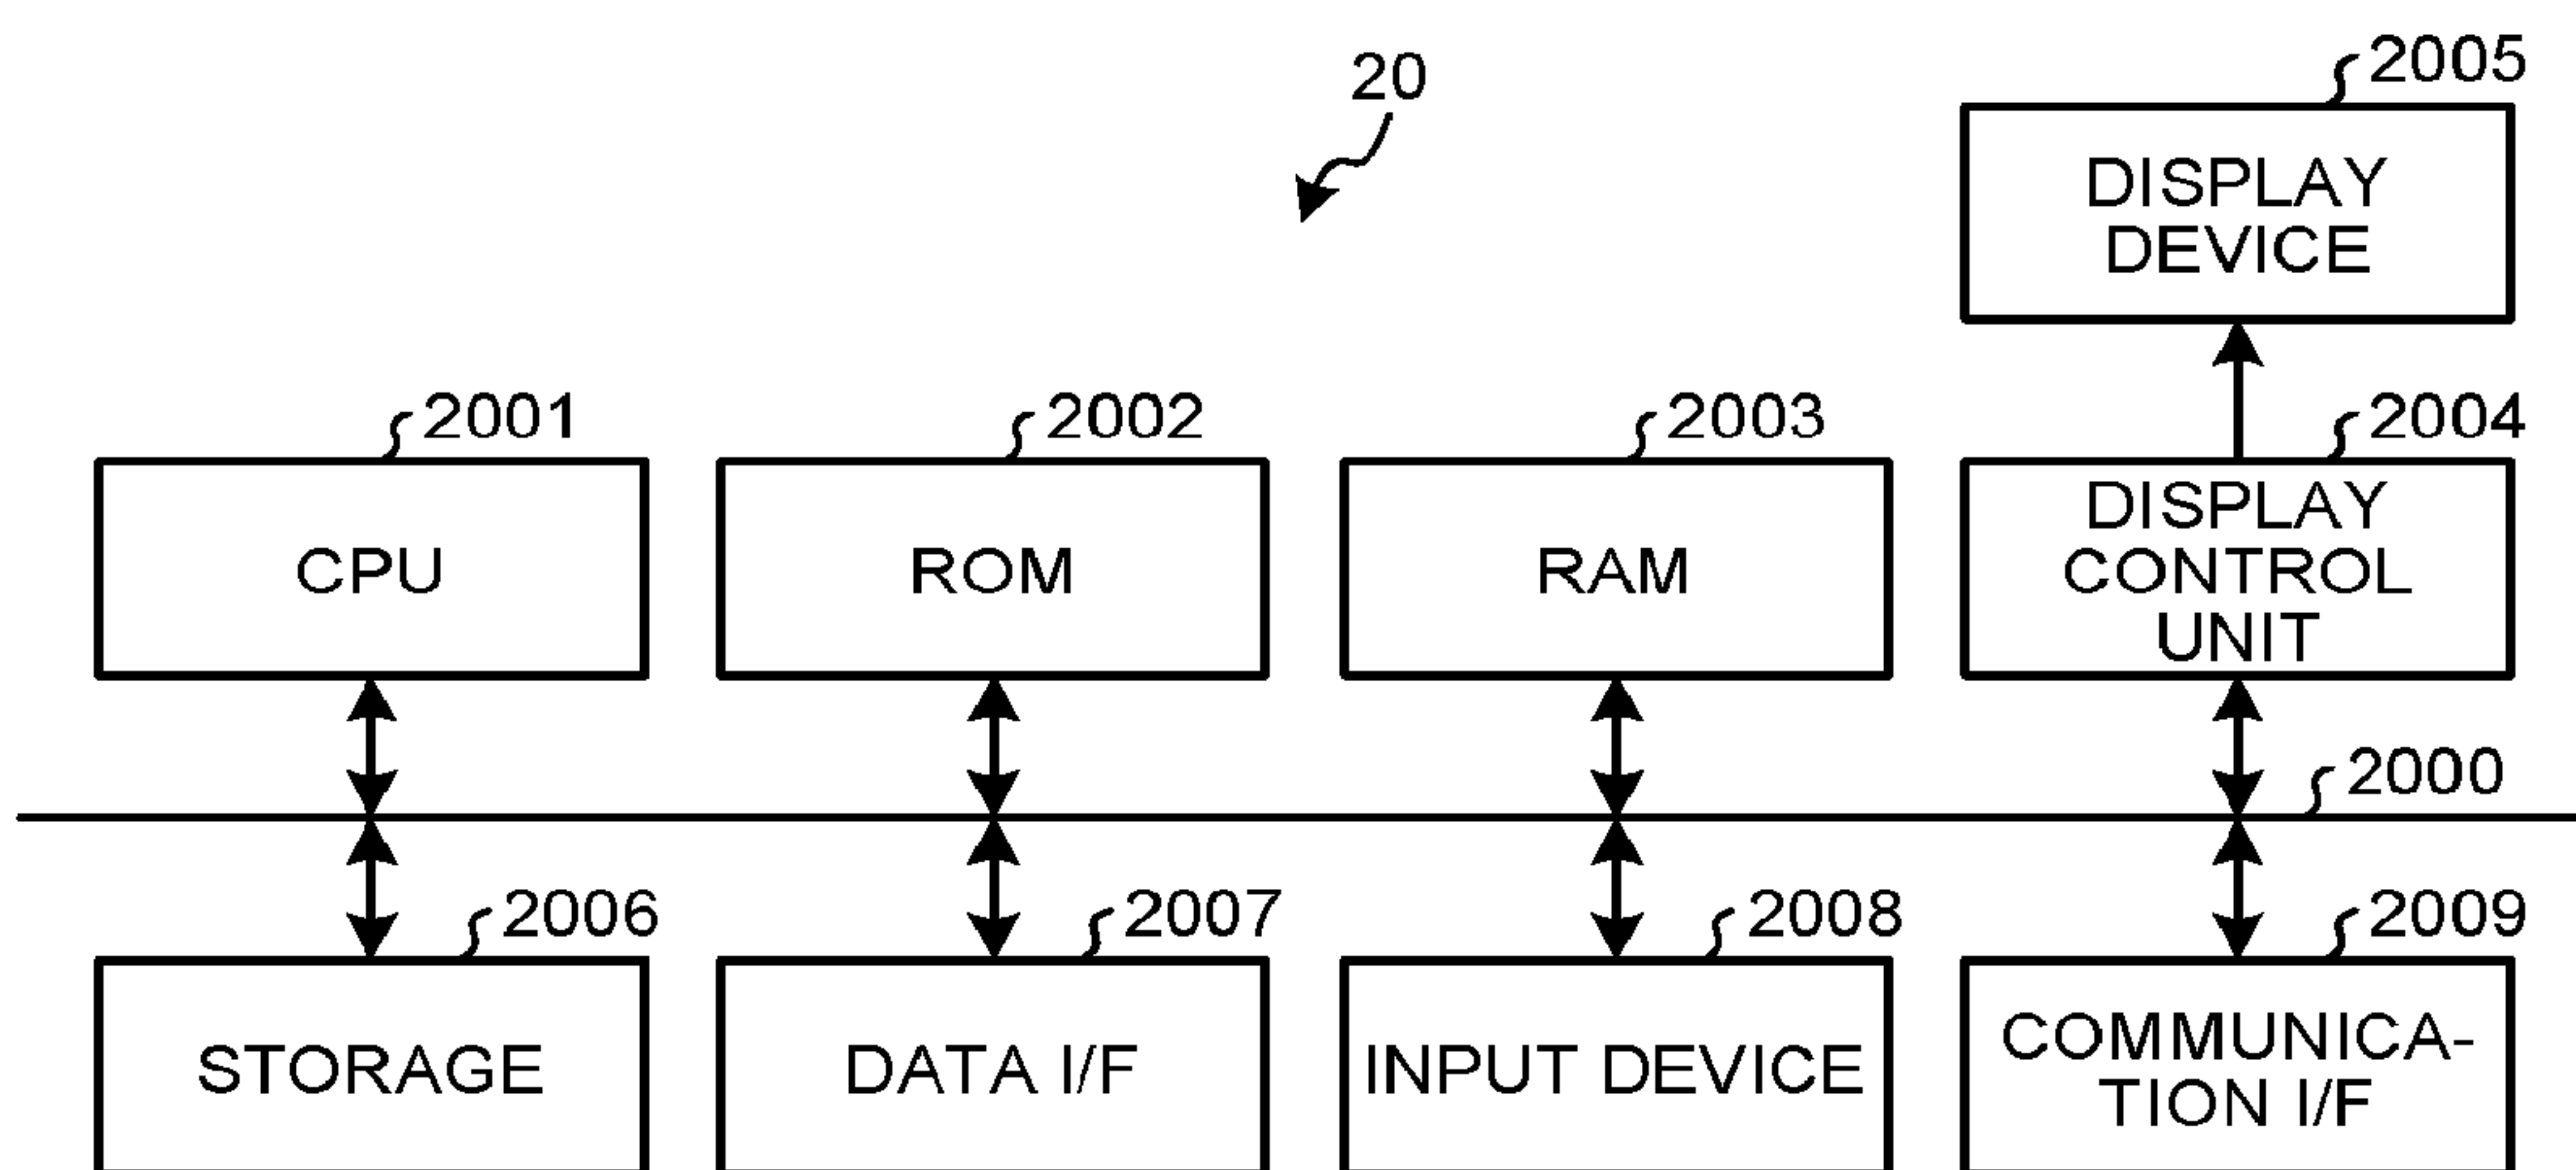 20
2005
DISPLAY
DEVICE
2001
2002
2003
2004
CPU
ROM
RAM
DISPLAY
CONTROL
UNIT
2000
2006
2007
2008
2009
STORAGE
DATA I/F
INPUT DEVICE
COMMUNICA-
TION I/F